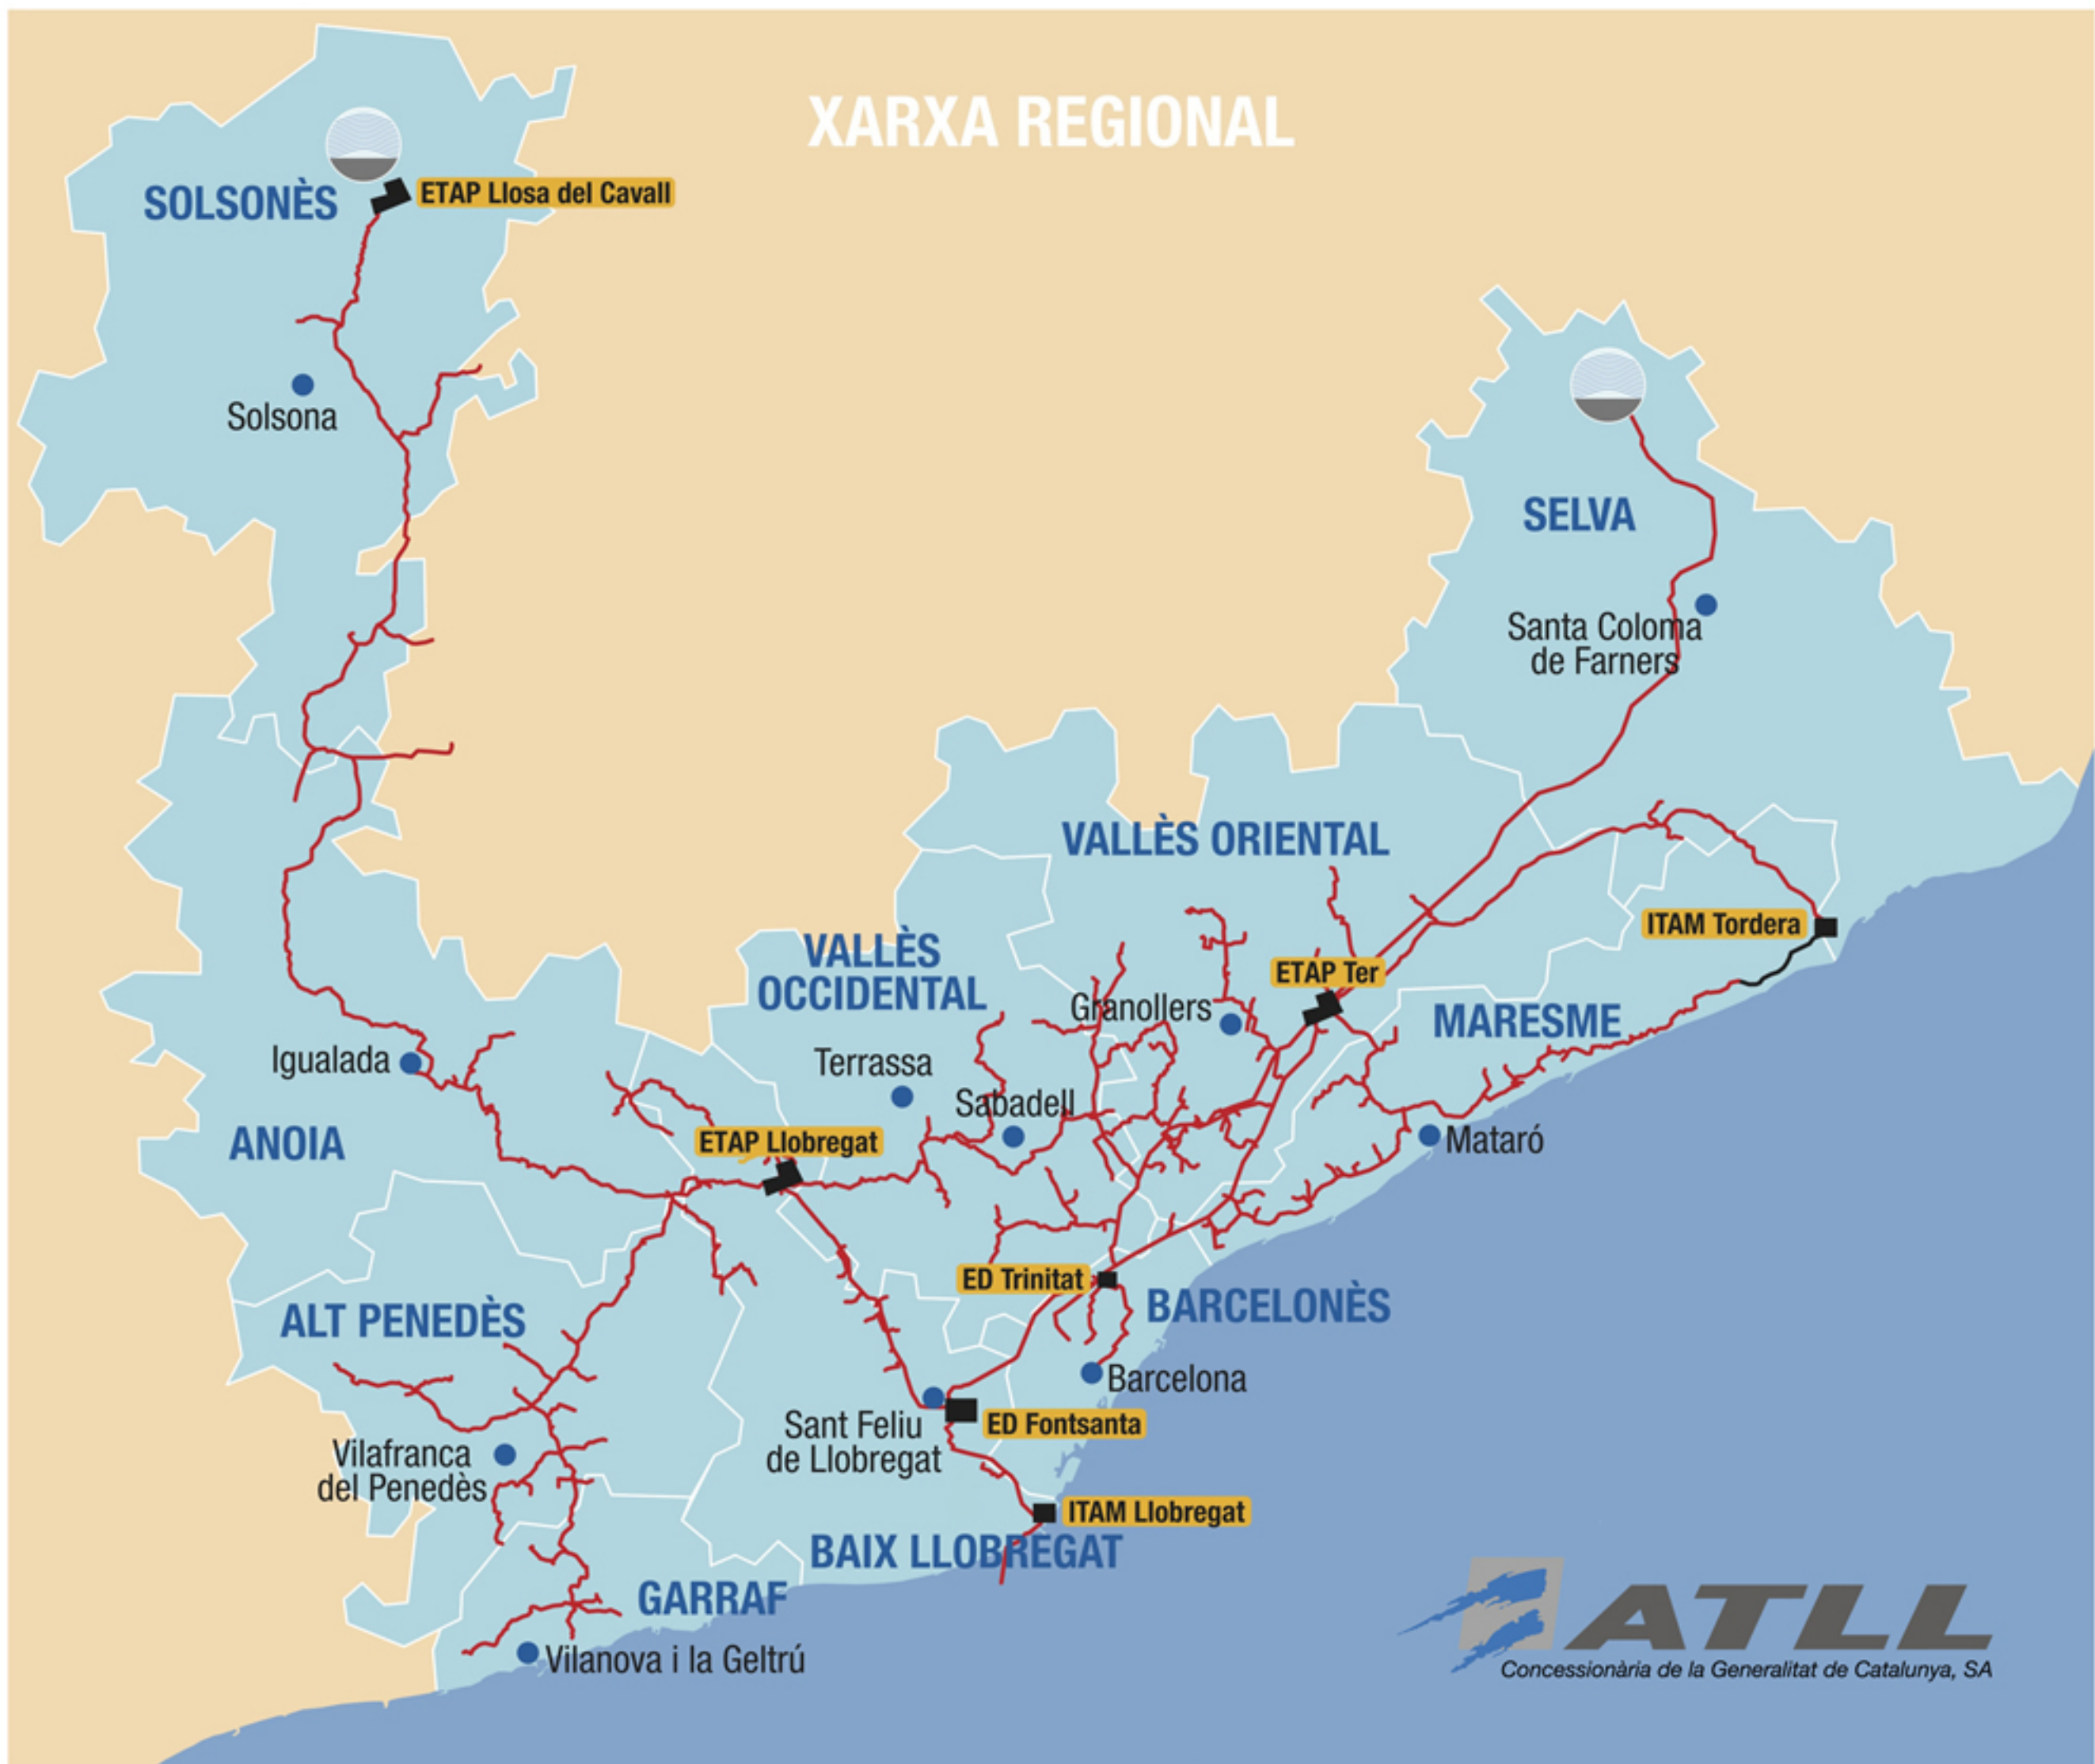 XARXA REGIONAL
SOLSONÈS
ETAP Llosa del Cavall
Solsona
SELVA
Santa Coloma
de Farners
VALLÈS ORIENTAL
ITAM Tordera
VALLÈS
OCCIDENTAL
ETAP Ter
Granollers
MARESME
Igualada
Terrassa
Sabadell
ANOIA
ETAP Llobregat
Mataró
ED Trinitat
BARCELONÈS
ALT PENEDÈS
Barcelona
Sant Feliu
de Llobregat
ED Fontsanta
Vilafranca
del Penedès
ITAM Llobregat
BAIX LLOBREGAT
GARRAF
Vilanova i la Geltrú
ATLL
Concessionària de la Generalitat de Catalunya, SA